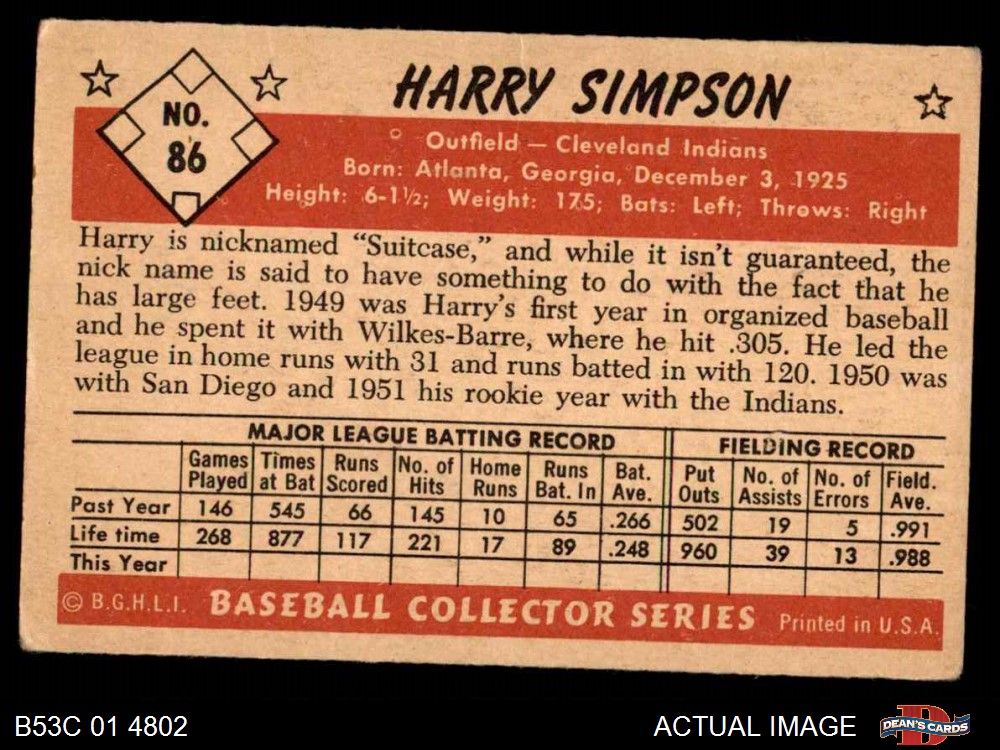 HARRY SIMPSON
NO.
86
Outfield — Cleveland Indians
Born: Atlanta, Georgia, December 3, 1925
Height: 6-1½; Weight: 175; Bats: Left; Throws: Right
Harry is nicknamed “Suitcase,” and while it isn't guaranteed, the
nick name is said to have something to do with the fact that he
has large feet. 1949 was Harry's first year in organized baseball
and he spent it with Wilkes-Barre, where he hit .305. He led the
league in home runs with 31 and runs batted in with 120. 1950 was
with San Diego and 1951 his rookie year with the Indians.
MAJOR LEAGUE BATTING RECORD FIELDING RECORD
Games Times Runs No. of Home Runs Bat. Put No. of No. of Field.
Played at Bat Scored Hits Runs Bat. In Ave. Outs Assists Errors Ave.
Past Year 146 545 66 145 10 65 .266 502 19 5 .991
Life time 268 877 117 221 17 89 .248 960 39 13 .988
This Year
© B.G.H.L.I. BASEBALL COLLECTOR SERIES Printed in U.S.A.
B53C 01 4802 ACTUAL IMAGE DEAN'S CARDS